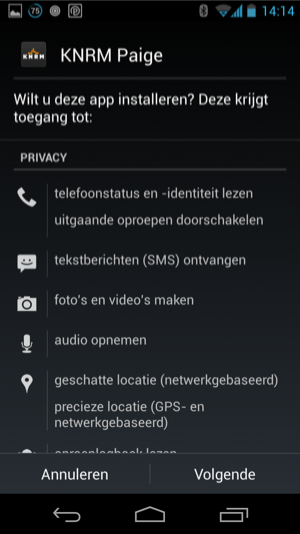 75
14:14
KNRM
KNRM Paige
Wilt u deze app installeren? Deze krijgt
toegang tot:
PRIVACY
telefoonstatus en -identiteit lezen
uitgaande oproepen doorschakelen
tekstberichten (SMS) ontvangen
foto's en video's maken
audio opnemen
geschatte locatie (netwerkgebaseerd)
precieze locatie (GPS- en
netwerkgebaseerd)
oproeplogboek lezen
Annuleren
Volgende